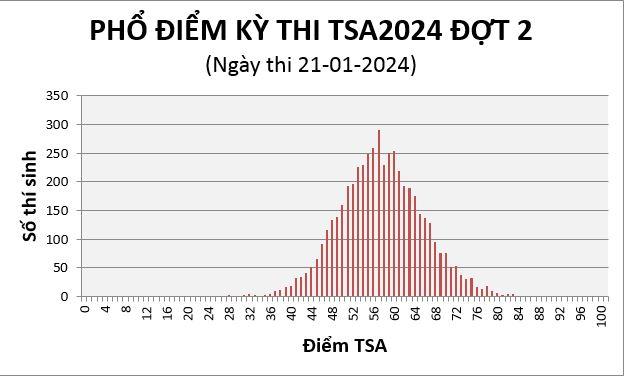 PHỔ ĐIỂM KỲ THI TSA2024 ĐỢT 2
(Ngày thi 21-01-2024)
350
300
250
200
150
100
50
0
Số thí sinh
0 4 8 12 16 20 24 28 32 36 40 44 48 52 56 60 64 68 72 76 80 84 88 92 96 100
Điểm TSA